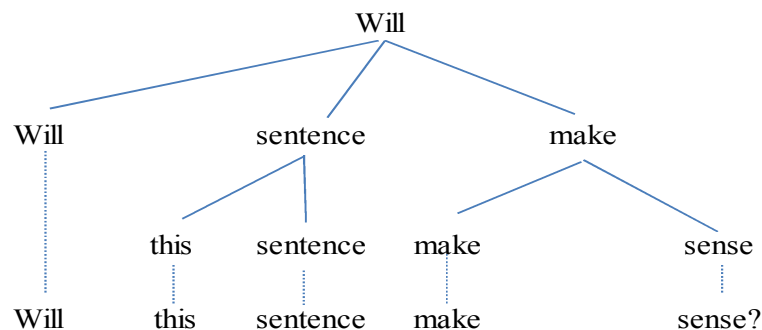 Will
Will sentence make
this sentence make sense
Will this sentence make sense?